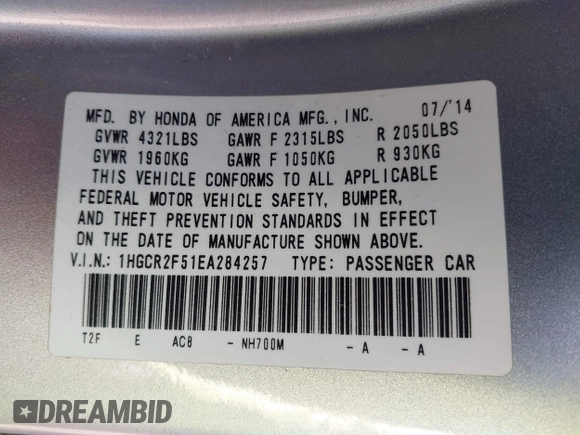 MFD. BY HONDA OF AMERICA MFG., INC. 07/'14
GVWR 4321LBS GAWR F 2315LBS R 2050LBS
GVWR 1960KG GAWR F 1050KG R 930KG
THIS VEHICLE CONFORMS TO ALL APPLICABLE
FEDERAL MOTOR VEHICLE SAFETY, BUMPER,
AND THEFT PREVENTION STANDARDS IN EFFECT
ON THE DATE OF MANUFACTURE SHOWN ABOVE.
V.I.N.: 1HGCR2F51EA284257 TYPE: PASSENGER CAR
T2F E AC8 - NH700M - A - A
DREAMBID